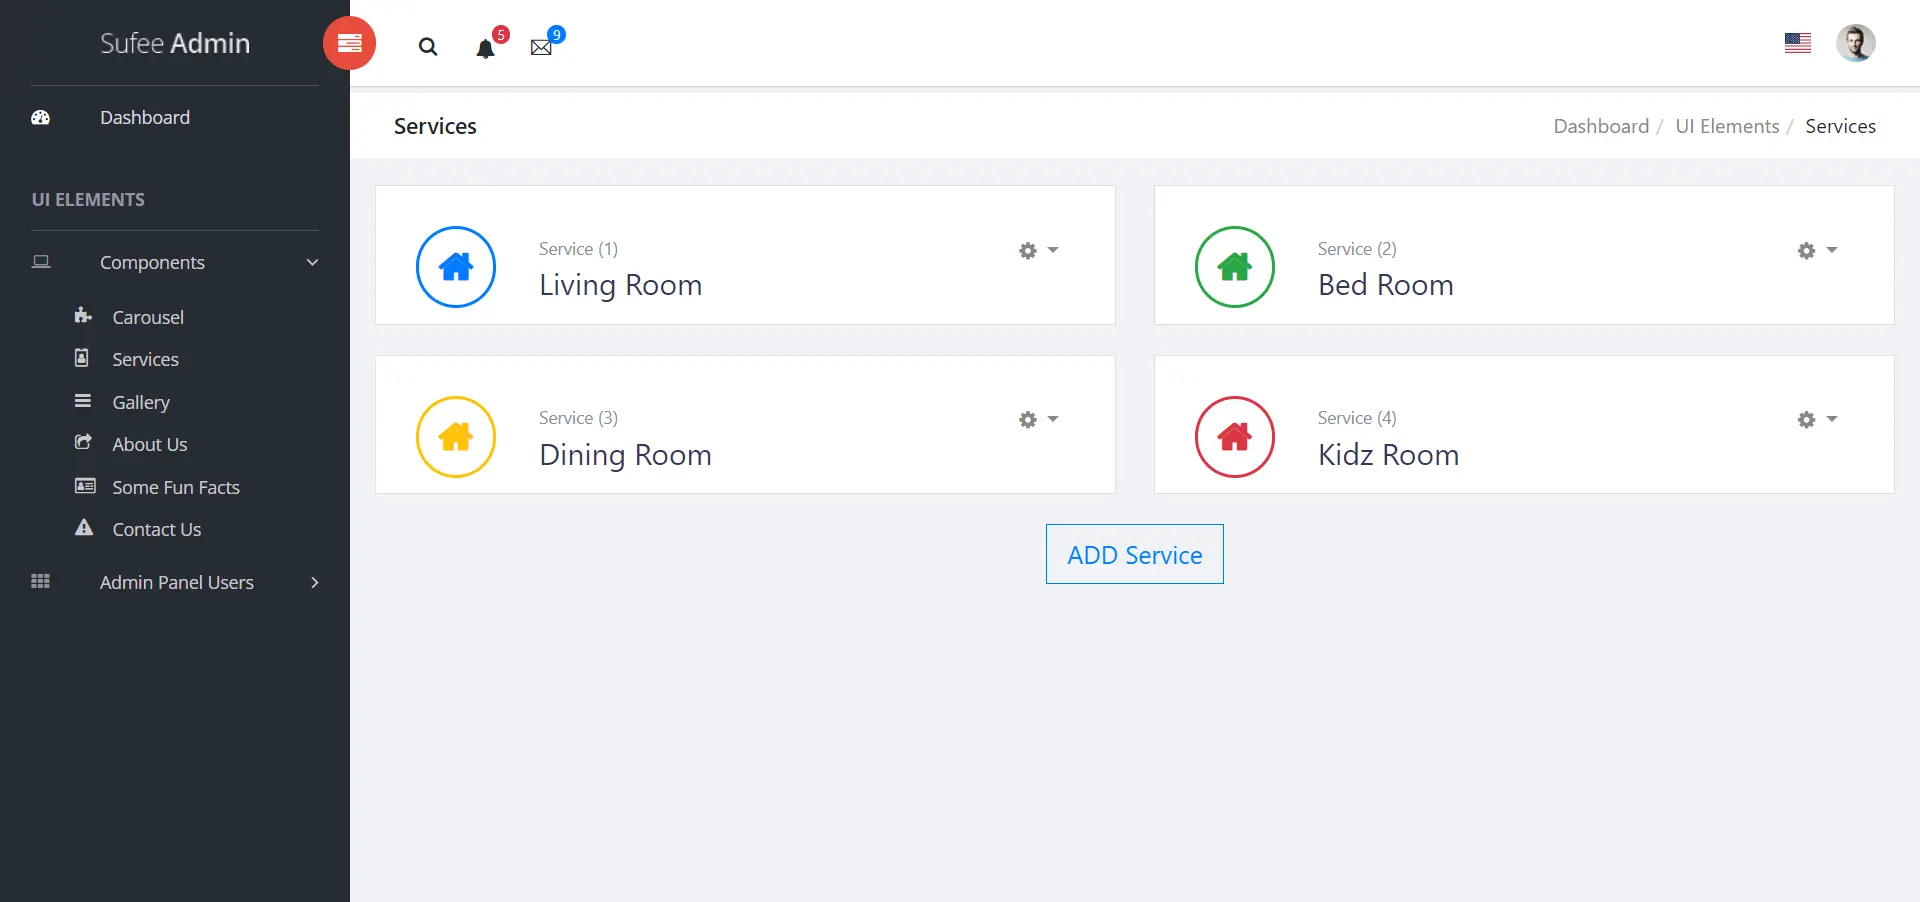 Sufee Admin
5
9
Dashboard
Services
Dashboard / UI Elements / Services
UI ELEMENTS
Components
Carousel
Services
Gallery
About Us
Some Fun Facts
Contact Us
Admin Panel Users
Service (1)
Living Room
Service (2)
Bed Room
Service (3)
Dining Room
Service (4)
Kidz Room
ADD Service